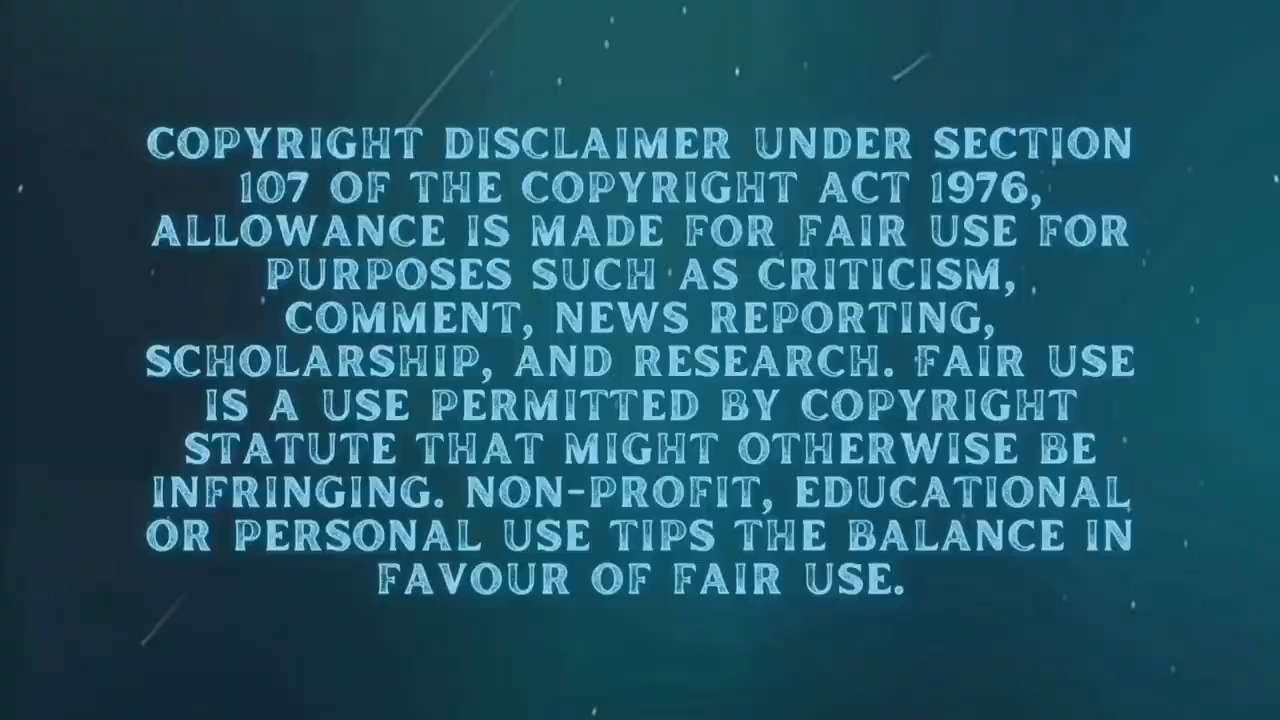 COPYRIGHT DISCLAIMER UNDER SECTION
107 OF THE COPYRIGHT ACT 1976,
ALLOWANCE IS MADE FOR FAIR USE FOR
PURPOSES SUCH AS CRITICISM,
COMMENT, NEWS REPORTING,
SCHOLARSHIP, AND RESEARCH. FAIR USE
IS A USE PERMITTED BY COPYRIGHT
STATUTE THAT MIGHT OTHERWISE BE
INFRINGING. NON-PROFIT, EDUCATIONAL
OR PERSONAL USE TIPS THE BALANCE IN
FAVOUR OF FAIR USE.